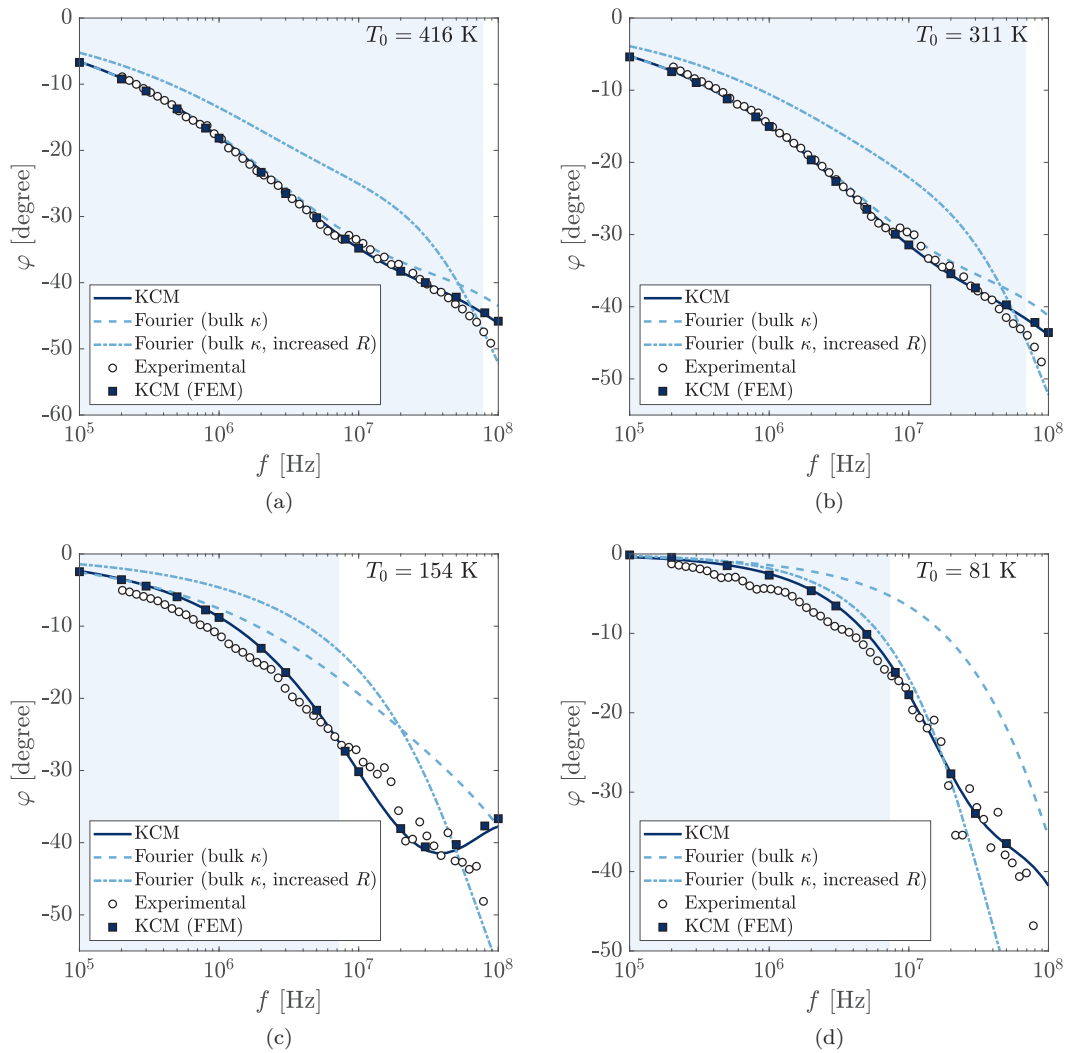 T₀ = 416 K
0
-10
-20
-30
-40
-50
-60
φ [degree]
KCM
Fourier (bulk κ)
Fourier (bulk κ, increased R)
Experimental
KCM (FEM)
10⁵ 10⁶ 10⁷ 10⁸
f [Hz]
(a)
T₀ = 311 K
0
-10
-20
-30
-40
-50
φ [degree]
KCM
Fourier (bulk κ)
Fourier (bulk κ, increased R)
Experimental
KCM (FEM)
10⁵ 10⁶ 10⁷ 10⁸
f [Hz]
(b)
T₀ = 154 K
0
-10
-20
-30
-40
-50
φ [degree]
KCM
Fourier (bulk κ)
Fourier (bulk κ, increased R)
Experimental
KCM (FEM)
10⁵ 10⁶ 10⁷ 10⁸
f [Hz]
(c)
T₀ = 81 K
0
-10
-20
-30
-40
-50
φ [degree]
KCM
Fourier (bulk κ)
Fourier (bulk κ, increased R)
Experimental
KCM (FEM)
10⁵ 10⁶ 10⁷ 10⁸
f [Hz]
(d)